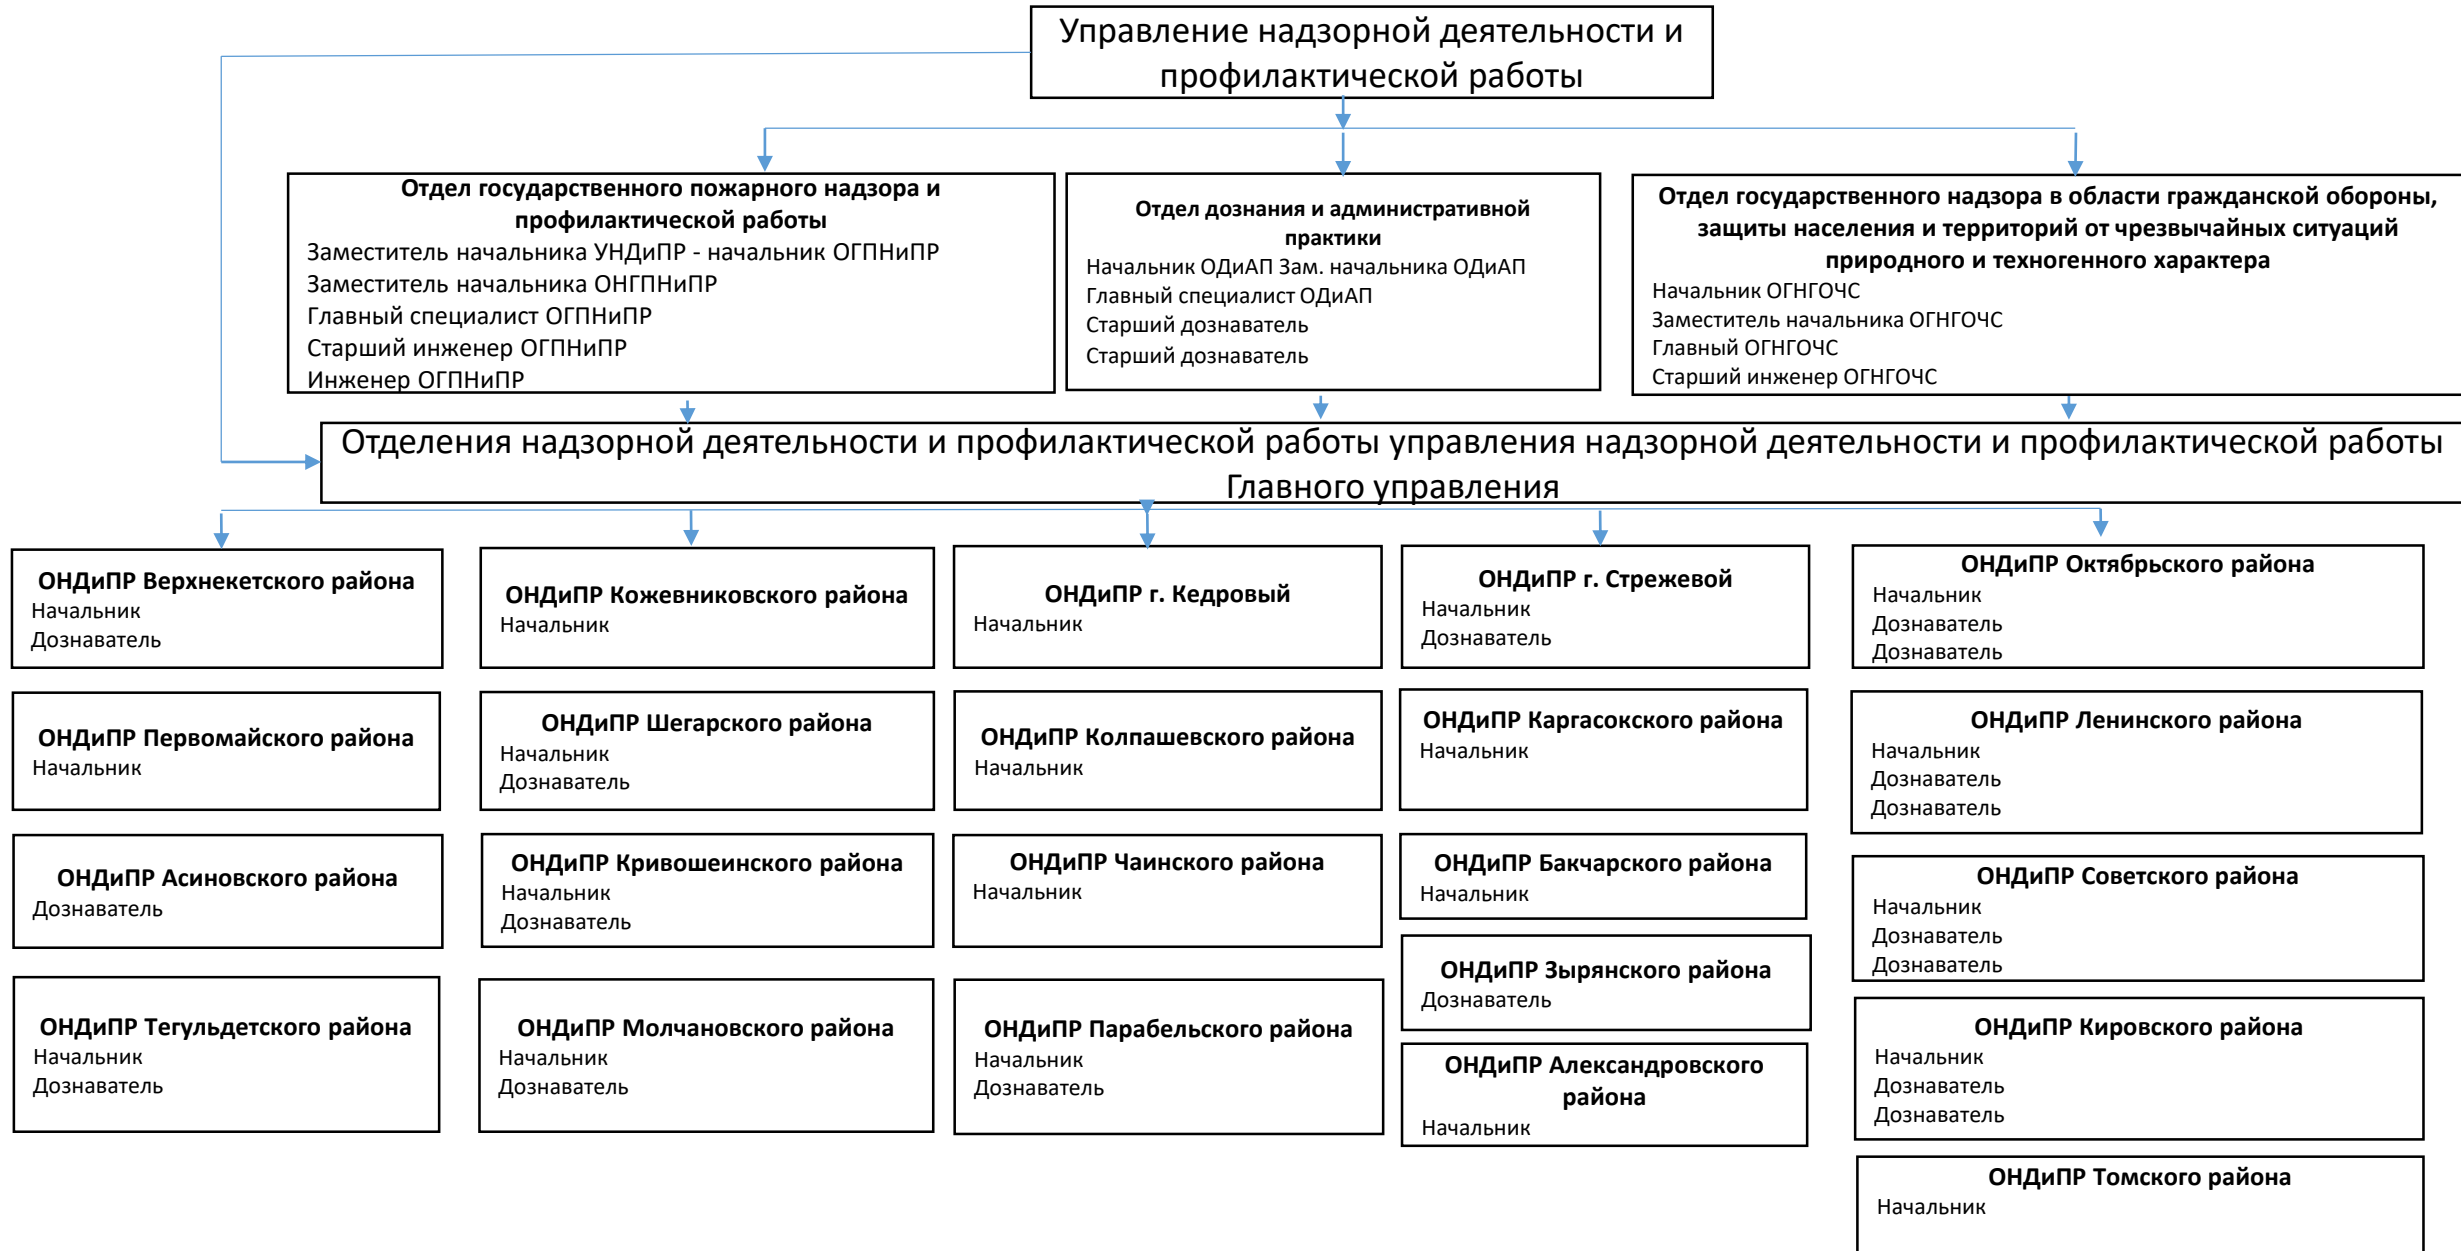 Управление надзорной деятельности и
профилактической работы
Отдел государственного пожарного надзора и
профилактической работы
Заместитель начальника УНДиПР - начальник ОГПНиПР
Заместитель начальника ОНГПНиПР
Главный специалист ОГПНиПР
Старший инженер ОГПНиПР
Инженер ОГПНиПР
Отдел дознания и административной
практики
Начальник ОДиАП Зам. начальника ОДиАП
Главный специалист ОДиАП
Старший дознаватель
Старший дознаватель
Отдел государственного надзора в области гражданской обороны,
защиты населения и территорий от чрезвычайных ситуаций
природного и техногенного характера
Начальник ОГНГОЧС
Заместитель начальника ОГНГОЧС
Главный ОГНГОЧС
Старший инженер ОГНГОЧС
Отделения надзорной деятельности и профилактической работы управления надзорной деятельности и профилактической работы
Главного управления
ОНДиПР Верхнекетского района
Начальник
Дознаватель
ОНДиПР Кожевниковского района
Начальник
ОНДиПР г. Кедровый
Начальник
ОНДиПР г. Стрежевой
Начальник
Дознаватель
ОНДиПР Октябрьского района
Начальник
Дознаватель
Дознаватель
ОНДиПР Первомайского района
Начальник
ОНДиПР Шегарского района
Начальник
Дознаватель
ОНДиПР Колпашевского района
Начальник
ОНДиПР Каргасокского района
Начальник
ОНДиПР Ленинского района
Начальник
Дознаватель
Дознаватель
ОНДиПР Асиновского района
Дознаватель
ОНДиПР Кривошеинского района
Начальник
Дознаватель
ОНДиПР Чаинского района
Начальник
ОНДиПР Бакчарского района
Начальник
ОНДиПР Советского района
Начальник
Дознаватель
Дознаватель
ОНДиПР Зырянского района
Дознаватель
ОНДиПР Тегульдетского района
Начальник
Дознаватель
ОНДиПР Молчановского района
Начальник
Дознаватель
ОНДиПР Парабельского района
Начальник
Дознаватель
ОНДиПР Александровского
района
Начальник
ОНДиПР Кировского района
Начальник
Дознаватель
Дознаватель
ОНДиПР Томского района
Начальник